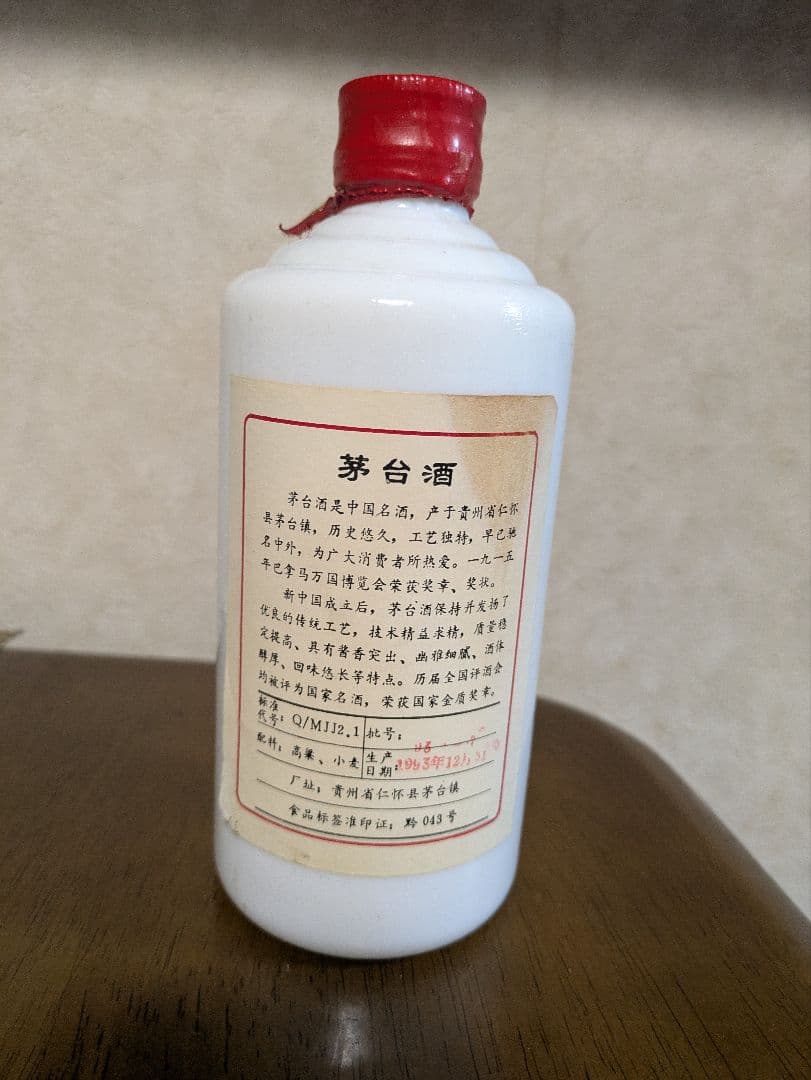 茅台酒
茅台酒是中国名酒，产于贵州省仁怀
县茅台镇，历史悠久，工艺独特，早已驰
名中外，为广大消费者所热爱。一九一五
年巴拿马万国博览会荣获奖章、奖状。
新中国成立后，茅台酒保持并发扬了
优良的传统工艺，技术精益求精，质量稳
定提高、具有酱香突出、幽雅细腻、酒体
醇厚、回味悠长等特点。历届全国评酒会
均被评为国家名酒，荣获国家金质奖章。
标准代号：Q/MJJ2.1 批号：
配料：高粱、小麦 生产日期：1993年12月
厂址：贵州省仁怀县茅台镇
食品标签准印证：黔043号